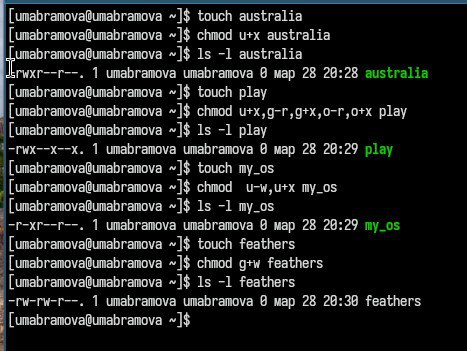 [umabramova@umabramova ~]$ touch australia
[umabramova@umabramova ~]$ chmod u+x australia
[umabramova@umabramova ~]$ ls -l australia
-rwxr--r--. 1 umabramova umabramova 0 мар 28 20:28 australia
[umabramova@umabramova ~]$ touch play
[umabramova@umabramova ~]$ chmod u+x,g-r,g+x,o-r,o+x play
[umabramova@umabramova ~]$ ls -l play
-rwx--x--x. 1 umabramova umabramova 0 мар 28 20:29 play
[umabramova@umabramova ~]$ touch my_os
[umabramova@umabramova ~]$ chmod  u-w,u+x my_os
[umabramova@umabramova ~]$ ls -l my_os
-r-xr--r--. 1 umabramova umabramova 0 мар 28 20:29 my_os
[umabramova@umabramova ~]$ touch feathers
[umabramova@umabramova ~]$ chmod g+w feathers
[umabramova@umabramova ~]$ ls -l feathers
-rw-rw-r--. 1 umabramova umabramova 0 мар 28 20:30 feathers
[umabramova@umabramova ~]$